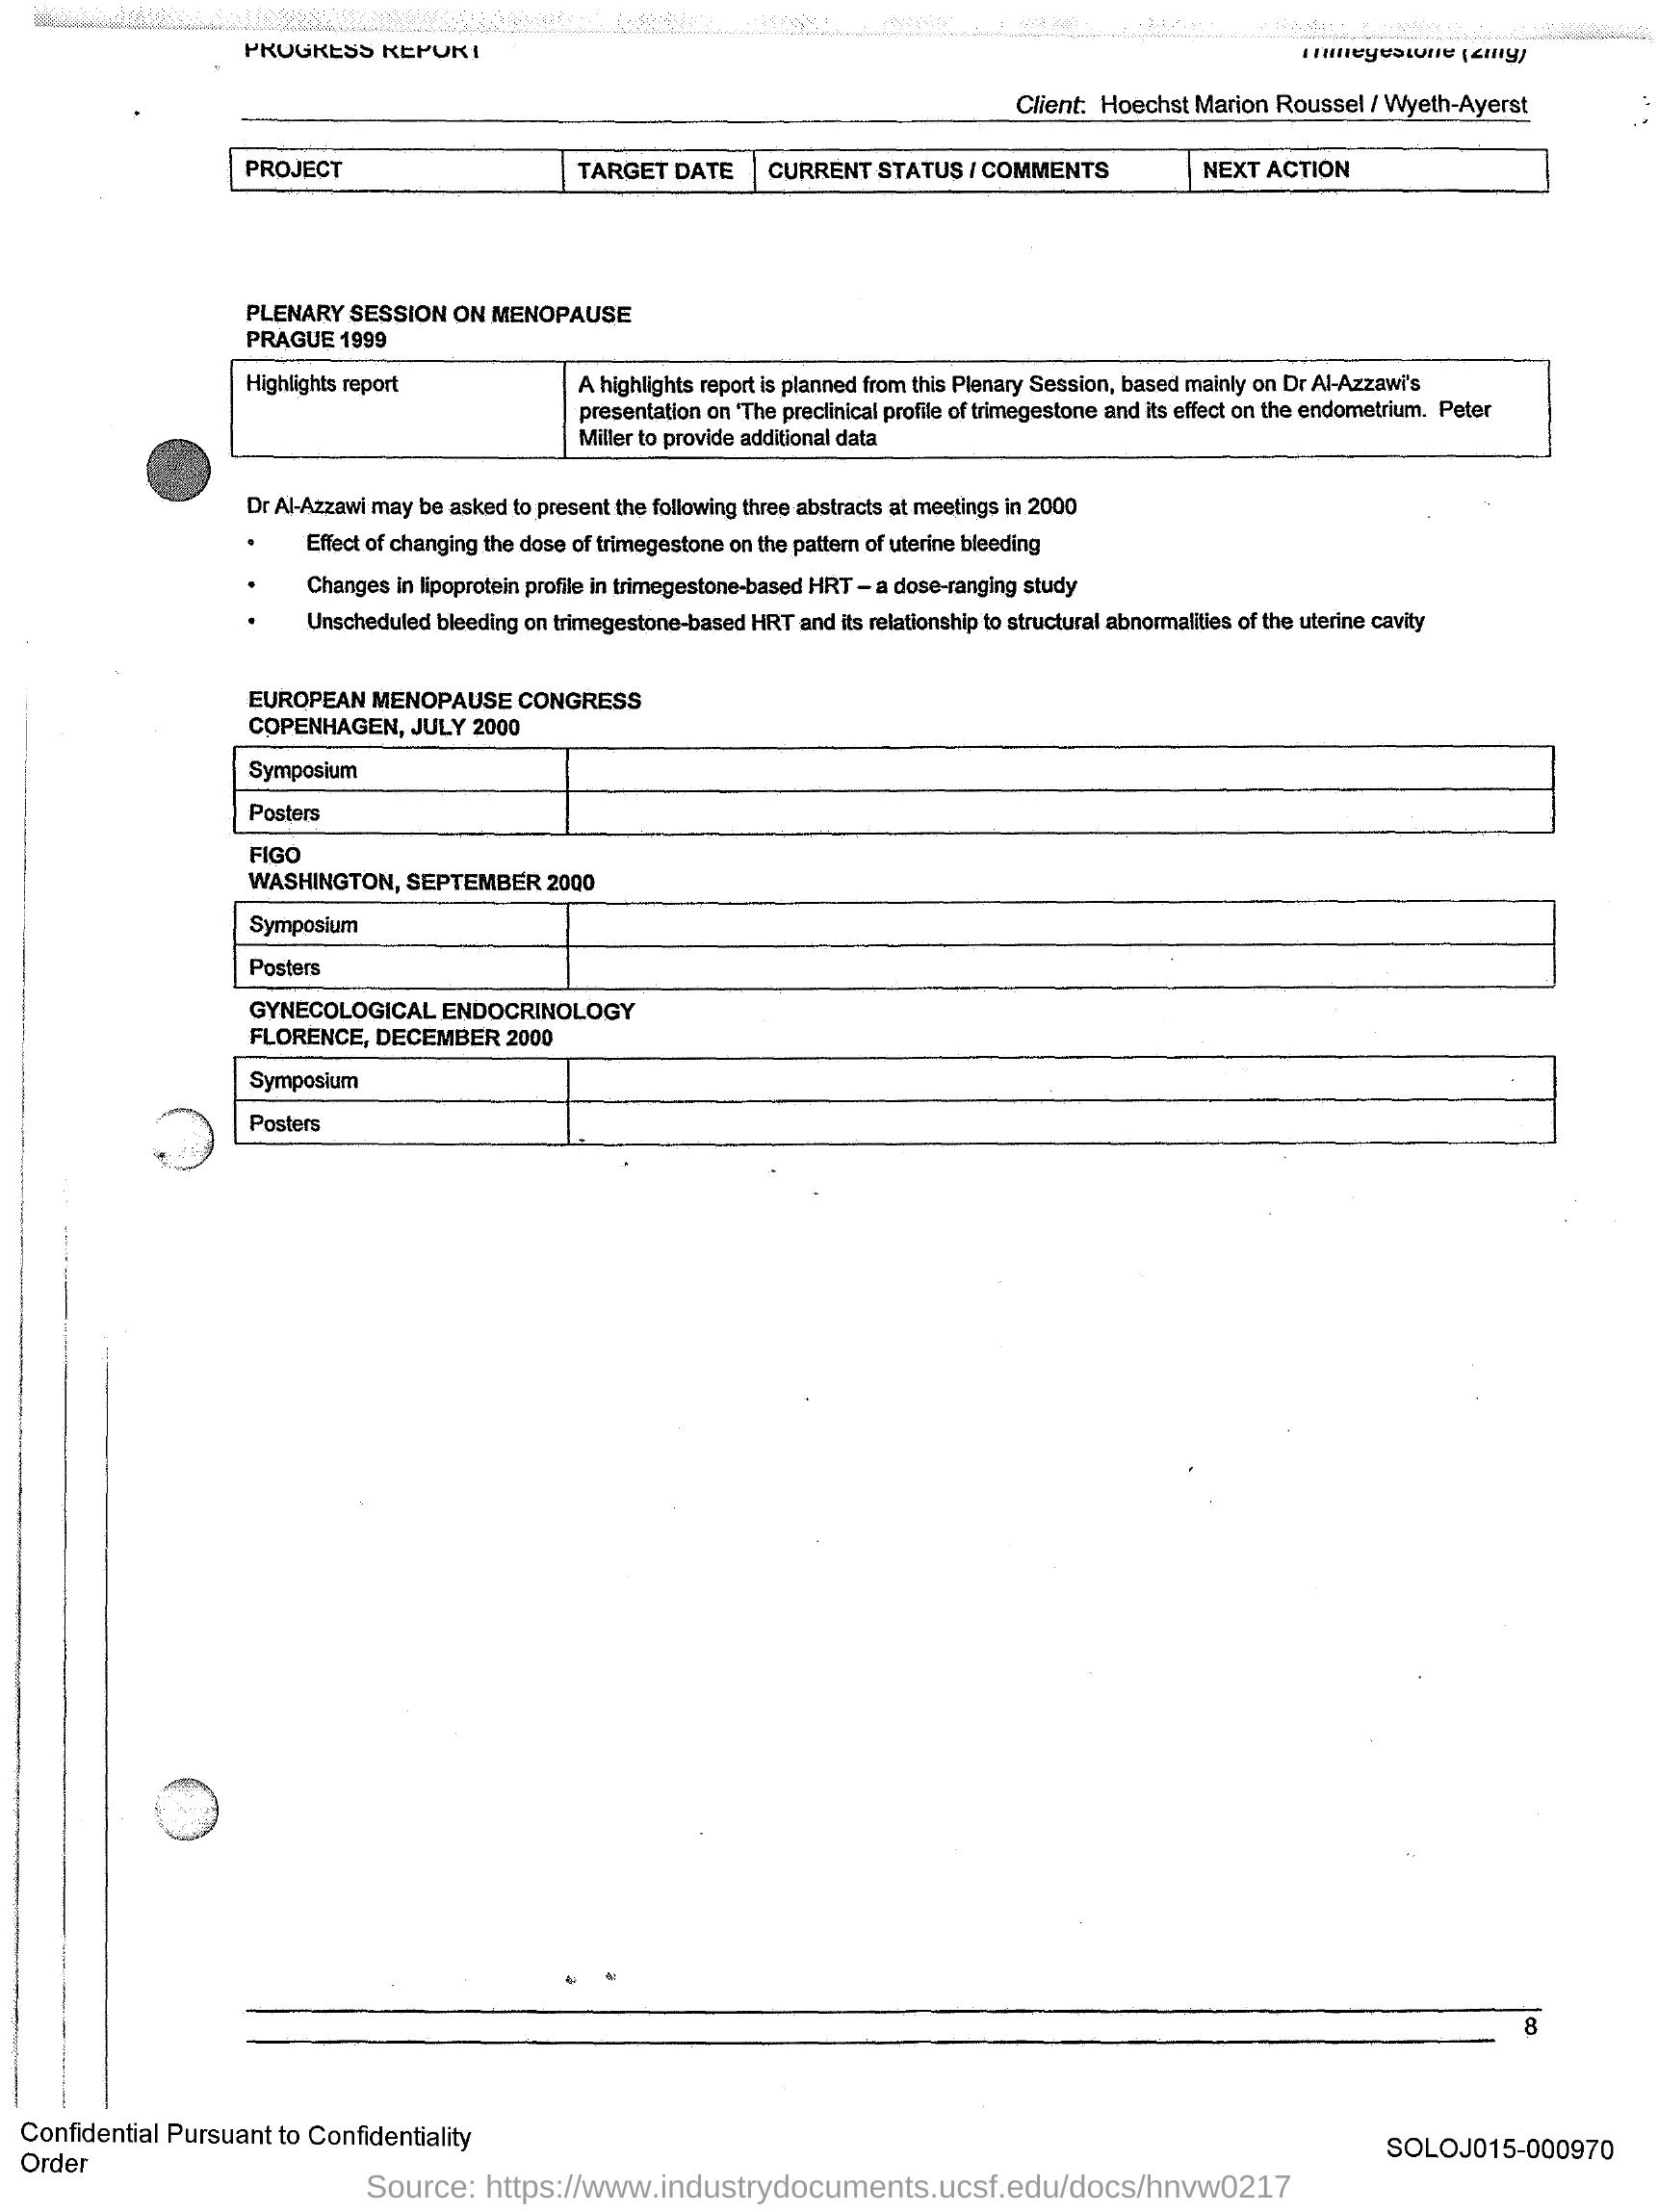 PROGRESS REPORT Trimegestone (2mg)
Client: Hoechst Marion Roussel / Wyeth-Ayerst
PROJECT TARGET DATE CURRENT STATUS / COMMENTS NEXT ACTION
PLENARY SESSION ON MENOPAUSE
PRAGUE 1999
Highlights report A highlights report is planned from this Plenary Session, based mainly on Dr Al-Azzawi's
presentation on 'The preclinical profile of trimegestone and its effect on the endometrium. Peter
Miller to provide additional data
Dr Al-Azzawi may be asked to present the following three abstracts at meetings in 2000
• Effect of changing the dose of trimegestone on the pattern of uterine bleeding
• Changes in lipoprotein profile in trimegestone-based HRT – a dose-ranging study
• Unscheduled bleeding on trimegestone-based HRT and its relationship to structural abnormalities of the uterine cavity
EUROPEAN MENOPAUSE CONGRESS
COPENHAGEN, JULY 2000
Symposium
Posters
FIGO
WASHINGTON, SEPTEMBER 2000
Symposium
Posters
GYNECOLOGICAL ENDOCRINOLOGY
FLORENCE, DECEMBER 2000
Symposium
Posters
8
Confidential Pursuant to Confidentiality
Order
SOLOJ015-000970
Source: https://www.industrydocuments.ucsf.edu/docs/hnvw0217